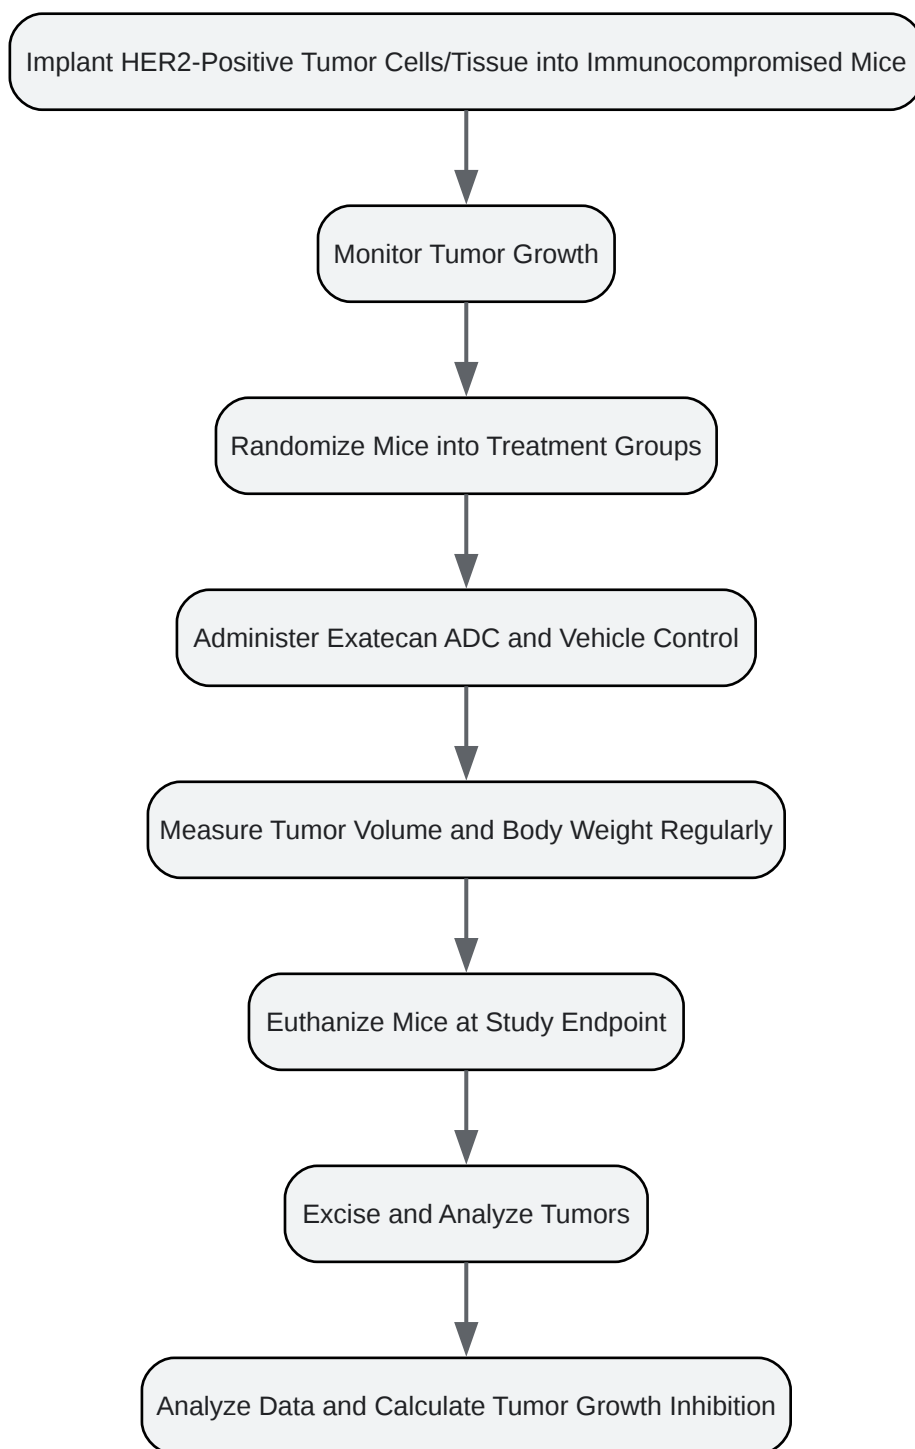 Implant HER2-Positive Tumor Cells/Tissue into Immunocompromised Mice
Monitor Tumor Growth
Randomize Mice into Treatment Groups
Administer Exatecan ADC and Vehicle Control
Measure Tumor Volume and Body Weight Regularly
Euthanize Mice at Study Endpoint
Excise and Analyze Tumors
Analyze Data and Calculate Tumor Growth Inhibition